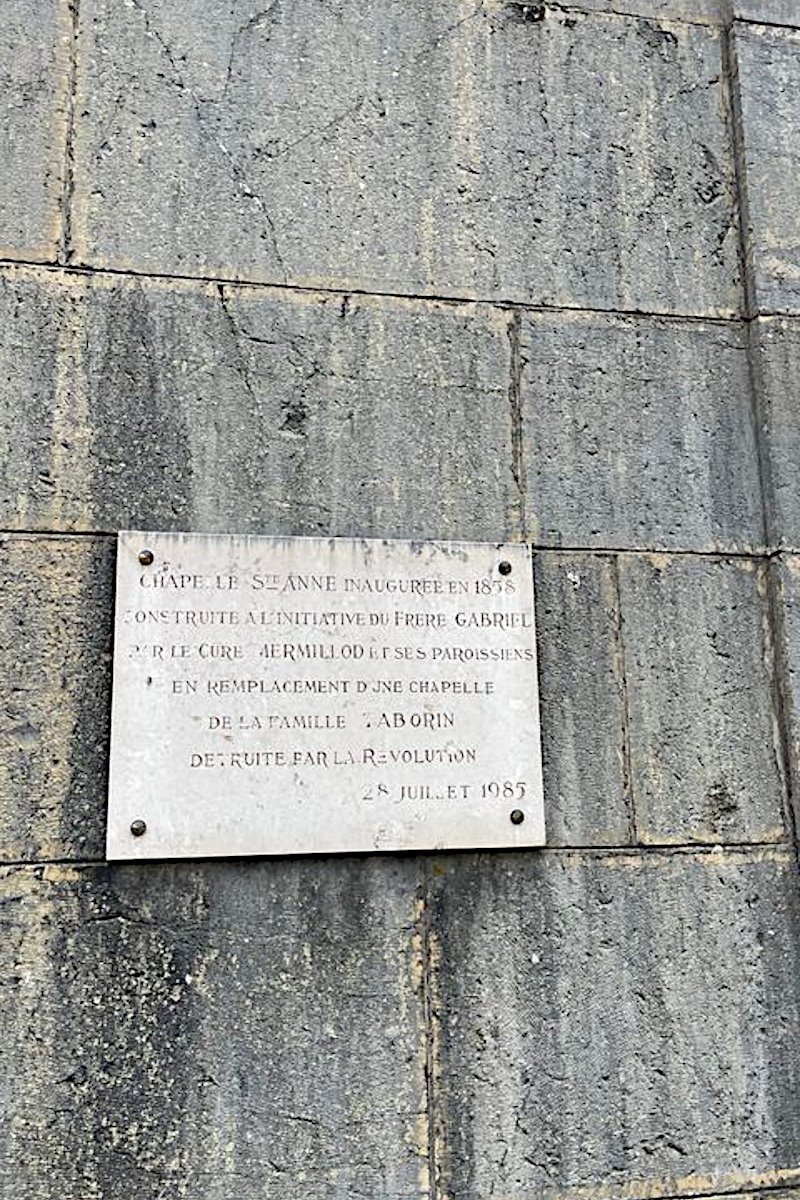 CHAPELLE STE ANNE INAUGUREE EN 1858
CONSTRUITE A L'INITIATIVE DU FRERE GABRIEL
PAR LE CURE MERMILLOD ET SES PAROISSIENS
EN REMPLACEMENT D'UNE CHAPELLE
DE LA FAMILLE TABORIN
DETRUITE PAR LA REVOLUTION
28 JUILLET 1985